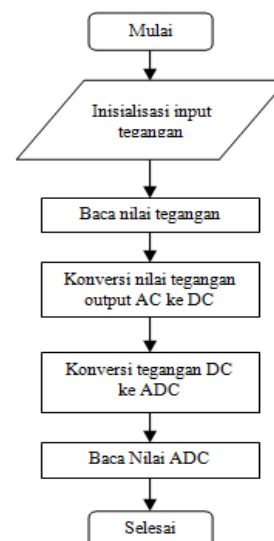 Mulai
Inisialisasi input
tegangan
Baca nilai tegangan
Konversi nilai tegangan
output AC ke DC
Konversi tegangan DC
ke ADC
Baca Nilai ADC
Selesai